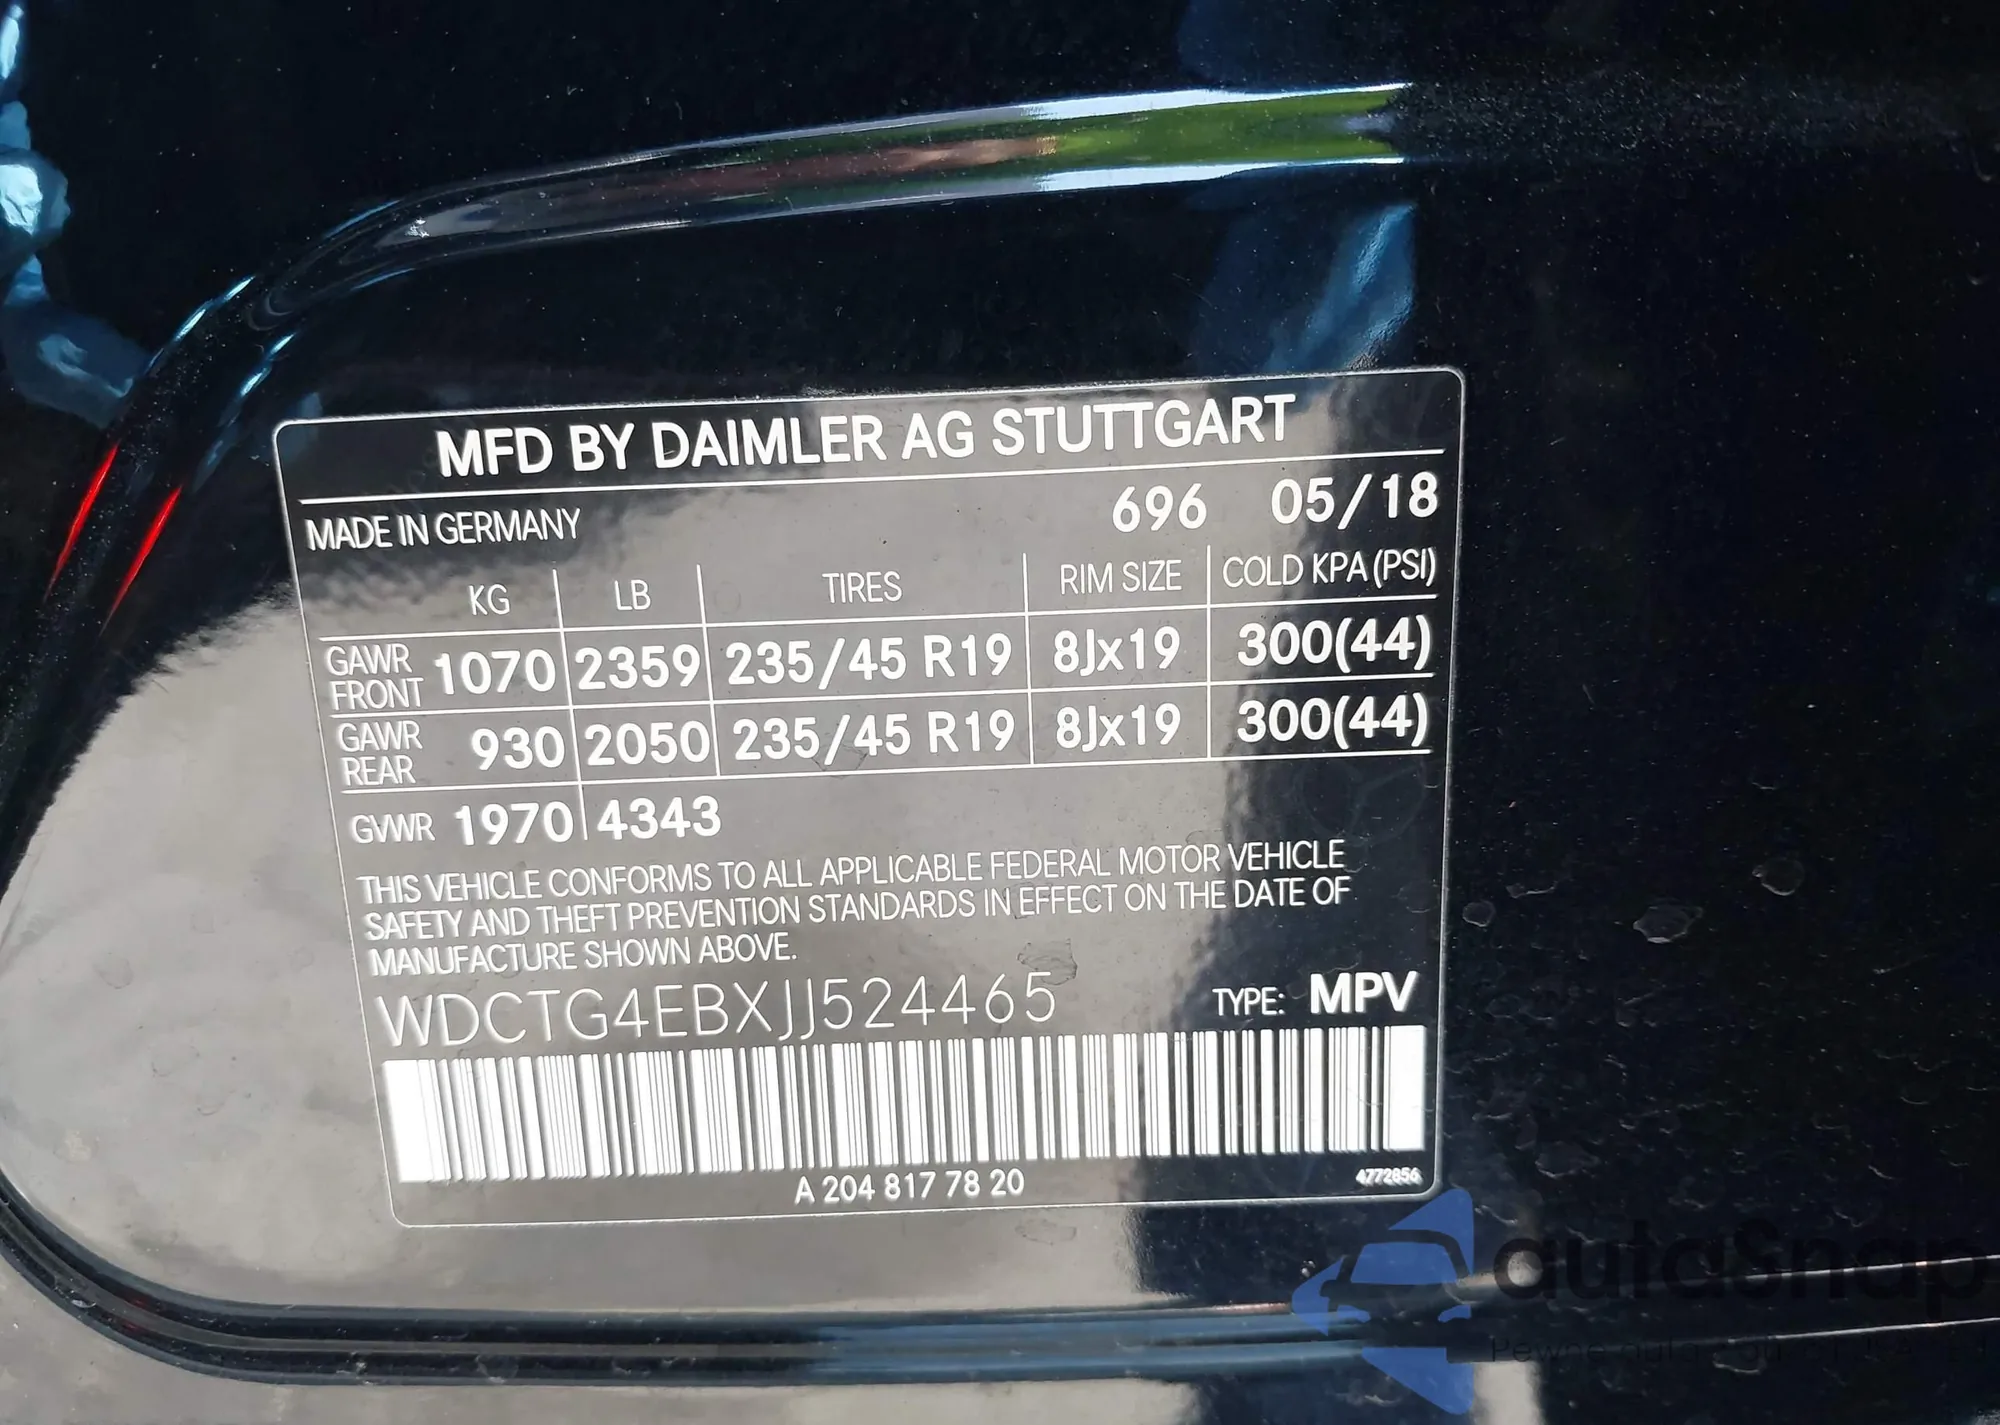 MFD BY DAIMLER AG STUTTGART
MADE IN GERMANY 696 05/18
KG LB TIRES RIM SIZE COLD KPA (PSI)
GAWR FRONT 1070 2359 235/45 R19 8Jx19 300(44)
GAWR REAR 930 2050 235/45 R19 8Jx19 300(44)
GVWR 1970 4343
THIS VEHICLE CONFORMS TO ALL APPLICABLE FEDERAL MOTOR VEHICLE
SAFETY AND THEFT PREVENTION STANDARDS IN EFFECT ON THE DATE OF
MANUFACTURE SHOWN ABOVE.
WDCTG4EBXJJ524465 TYPE: MPV
A 204 817 78 20 4772856
autaSnap
Pewne auta